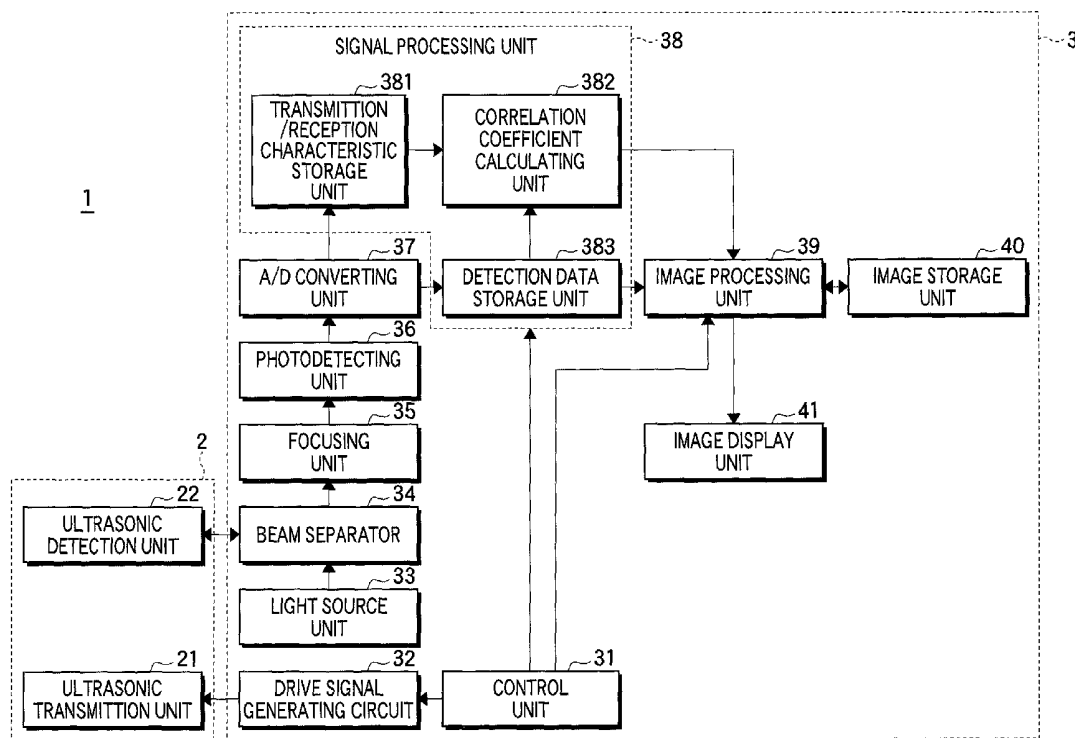 3
SIGNAL PROCESSING UNIT
38
381
TRANSMITTION
/RECEPTION
CHARACTERISTIC
STORAGE
UNIT
382
CORRELATION
COEFFICIENT
CALCULATING
UNIT
1
37
A/D CONVERTING
UNIT
383
DETECTION DATA
STORAGE UNIT
39
IMAGE PROCESSING
UNIT
40
IMAGE STORAGE
UNIT
36
PHOTODETECTING
UNIT
35
FOCUSING
UNIT
41
IMAGE DISPLAY
UNIT
2
22
ULTRASONIC
DETECTION UNIT
34
BEAM SEPARATOR
33
LIGHT SOURCE
UNIT
21
ULTRASONIC
TRANSMITTION UNIT
32
DRIVE SIGNAL
GENERATING CIRCUIT
31
CONTROL
UNIT